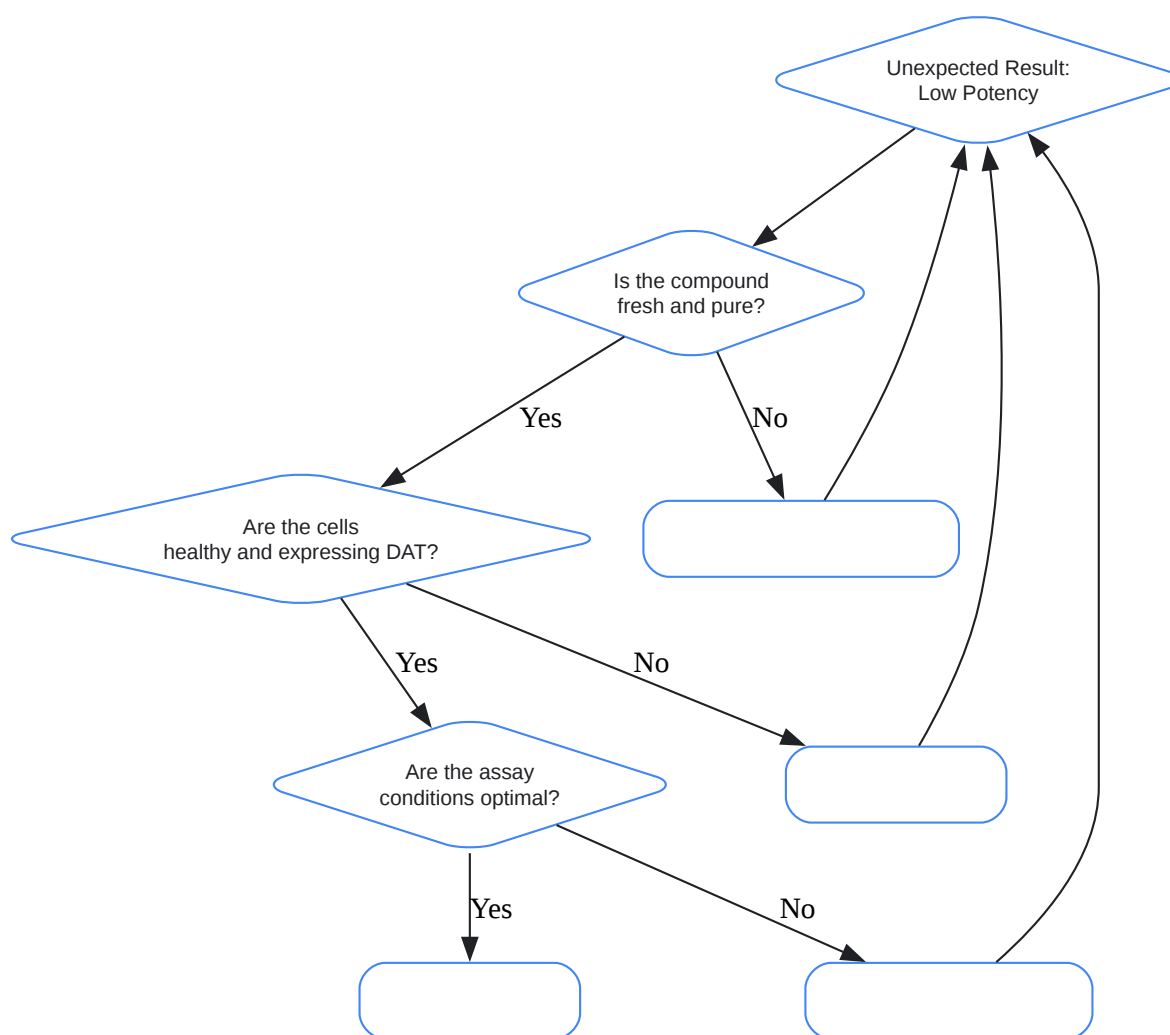 Unexpected Result:
Low Potency
Is the compound
fresh and pure?
Yes
No
Are the cells
healthy and expressing DAT?
Yes
No
Are the assay
conditions optimal?
Yes
No